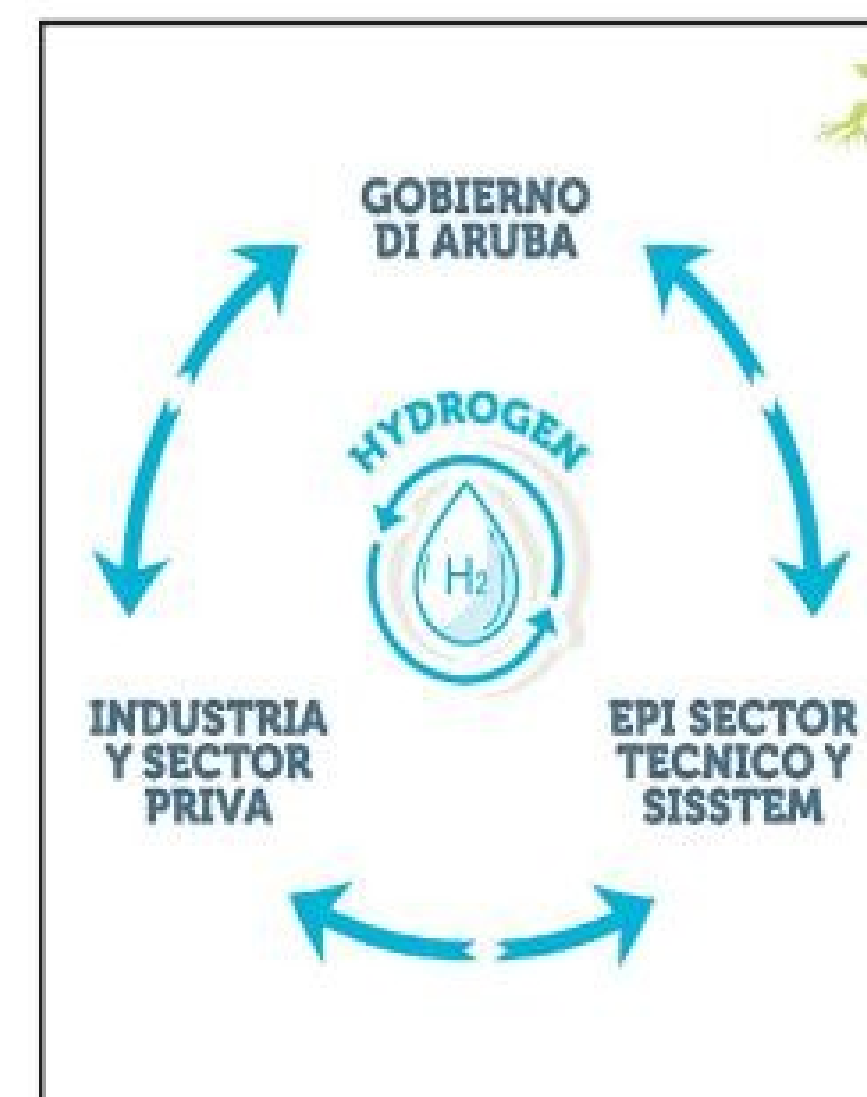 GOBIERNO
DI ARUBA
HYDROGEN
H2
INDUSTRIA
Y SECTOR
PRIVA
EPI SECTOR
TECNICO Y
SISSTEM